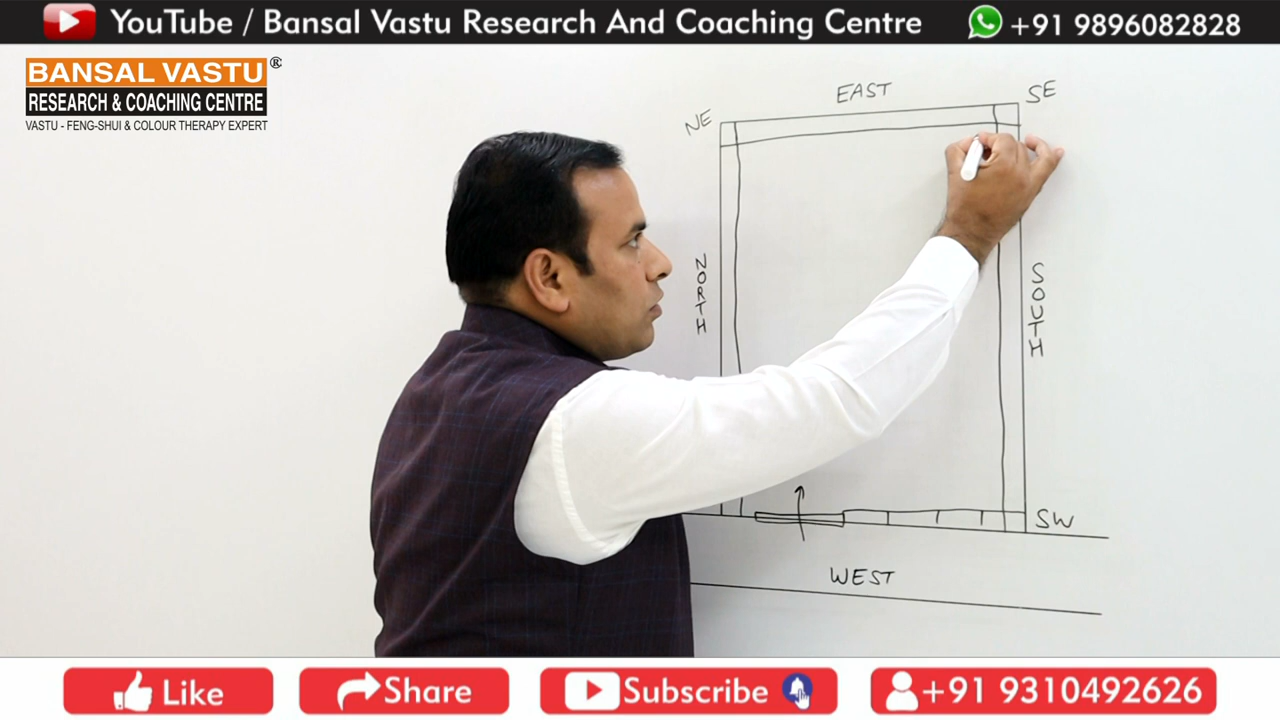 YouTube / Bansal Vastu Research And Coaching Centre
+91 9896082828
BANSAL VASTU®
RESEARCH & COACHING CENTRE
VASTU - FENG-SHUI & COLOUR THERAPY EXPERT
EAST
NE
SE
NORTH
SOUTH
SW
WEST
Like
Share
Subscribe
+91 9310492626